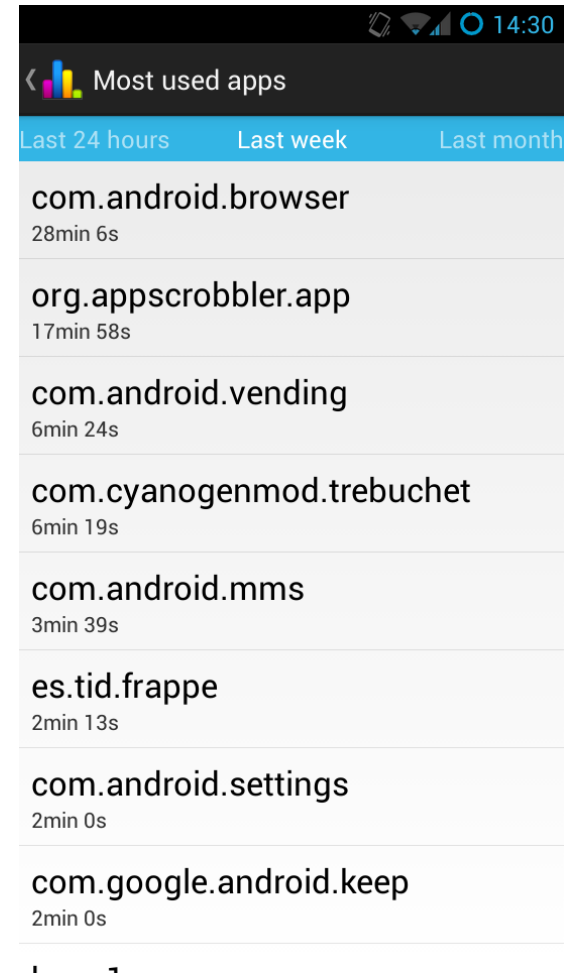 14:30
Most used apps
Last 24 hours Last week Last month
com.android.browser
28min 6s
org.appscrobbler.app
17min 58s
com.android.vending
6min 24s
com.cyanogenmod.trebuchet
6min 19s
com.android.mms
3min 39s
es.tid.frappe
2min 13s
com.android.settings
2min 0s
com.google.android.keep
2min 0s